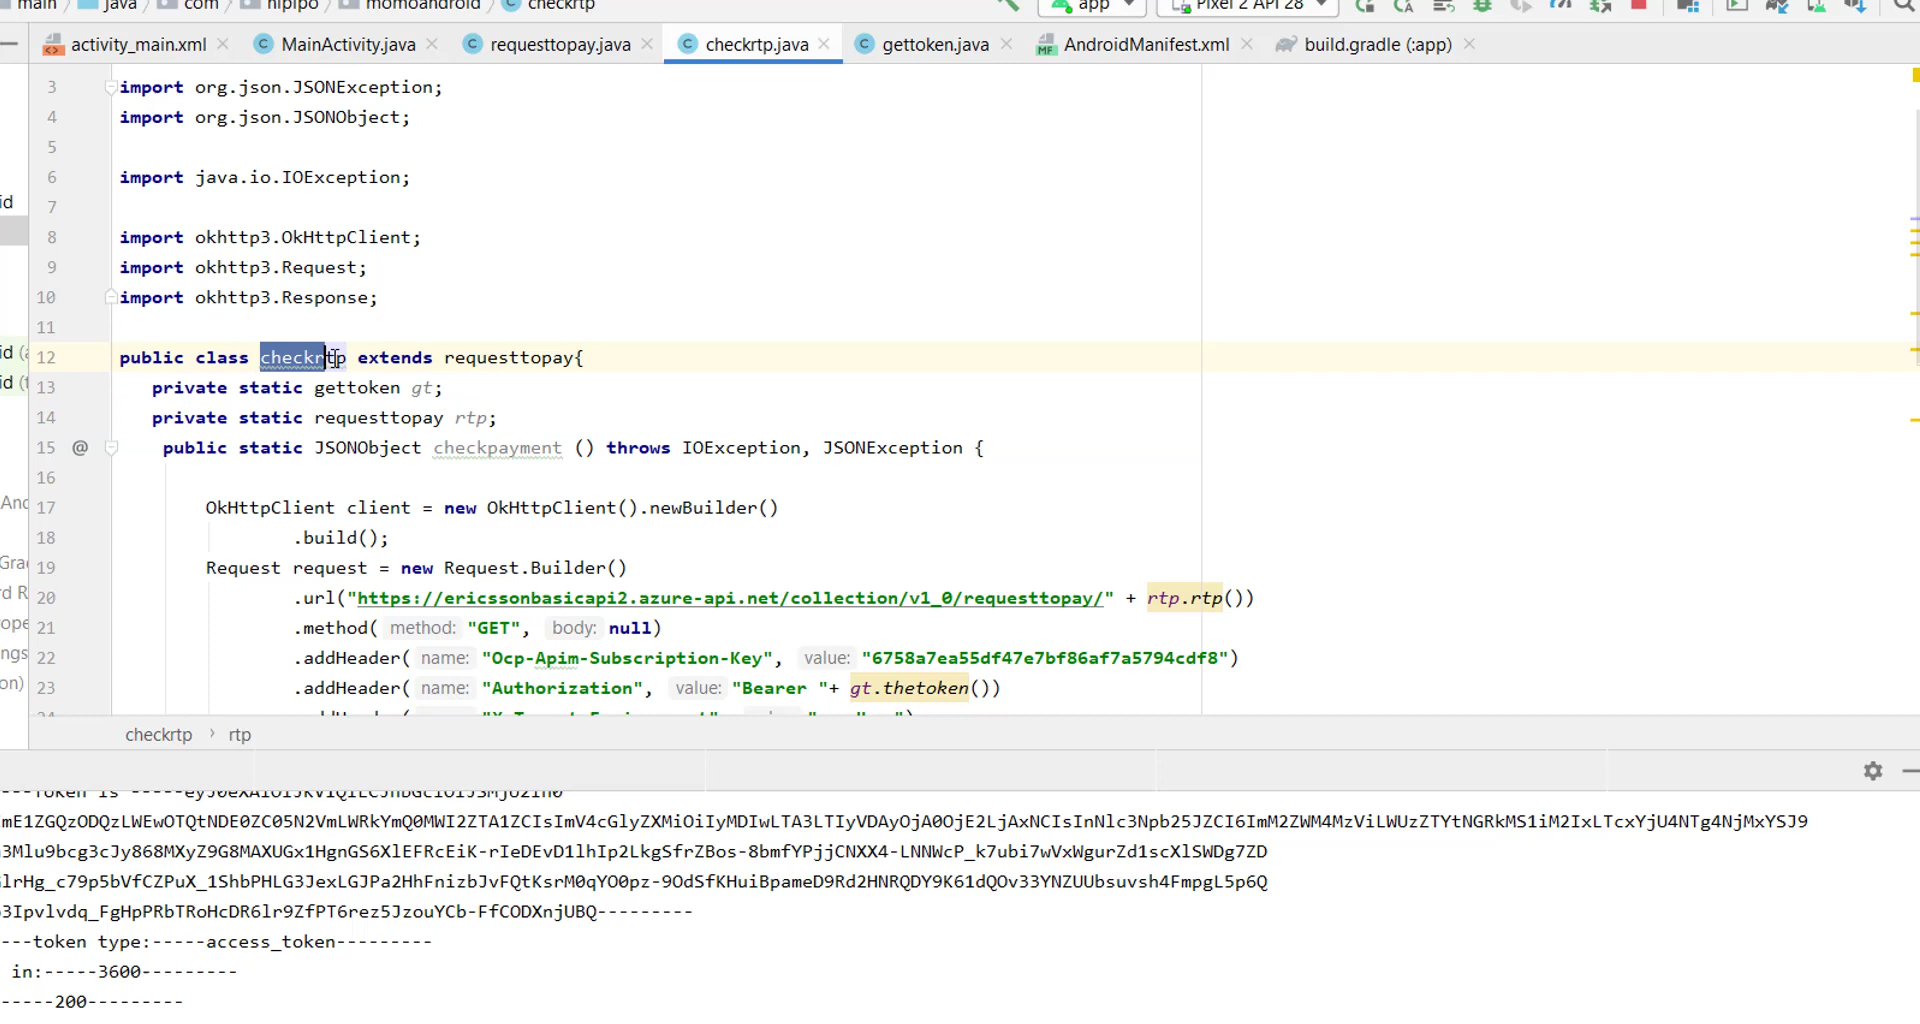 main java com hipipo momoandroid checkrtp app Pixel 2 API 28
activity_main.xml MainActivity.java requesttopay.java checkrtp.java gettoken.java AndroidManifest.xml build.gradle (:app)
3 import org.json.JSONException;
4 import org.json.JSONObject;
5
6 import java.io.IOException;
7
8 import okhttp3.OkHttpClient;
9 import okhttp3.Request;
10 import okhttp3.Response;
11
12 public class checkrtp extends requesttopay{
13 private static gettoken gt;
14 private static requesttopay rtp;
15 @ public static JSONObject checkpayment () throws IOException, JSONException {
16
17 OkHttpClient client = new OkHttpClient().newBuilder()
18 .build();
19 Request request = new Request.Builder()
20 .url("https://ericssonbasicapi2.azure-api.net/collection/v1_0/requesttopay/" + rtp.rtp())
21 .method( method: "GET", body: null)
22 .addHeader( name: "Ocp-Apim-Subscription-Key", value: "6758a7ea55df47e7bf86af7a5794cdf8")
23 .addHeader( name: "Authorization", value: "Bearer "+ gt.thetoken())
checkrtp › rtp
mE1ZGQzODQzLWEwOTQtNDE0ZC05N2VmLWRkYmQ0MWI2ZTA1ZCIsImV4cGlyZXMiOiIyMDIwLTA3LTIyVDAyOjA0OjE2LjAxNCIsInNlc3Npb25JZCI6ImM2ZWM4MzViLWUzZTYtNGRkMS1iM2IxLTcxYjU4NTg4NjMxYSJ9
3Mlu9bcg3cJy868MXyZ9G8MAXUGx1HgnGS6XlEFRcEiK-rIeDEvD1lhIp2LkgSfrZBos-8bmfYPjjCNXX4-LNNWcP_k7ubi7wVxWgurZd1scXlSWDg7ZD
lrHg_c79p5bVfCZPuX_1ShbPHLG3JexLGJPa2HhFnizbJvFQtKsrM0qYO0pz-9OdSfKHuiBpameD9Rd2HNRQDY9K61dQOv33YNZUUbsuvsh4FmpgL5p6Q
3Ipvlvdq_FgHpPRbTRoHcDR6lr9ZfPT6rez5JzouYCb-FfCODXnjUBQ---------
---token type:-----access_token---------
in:-----3600---------
-----200---------